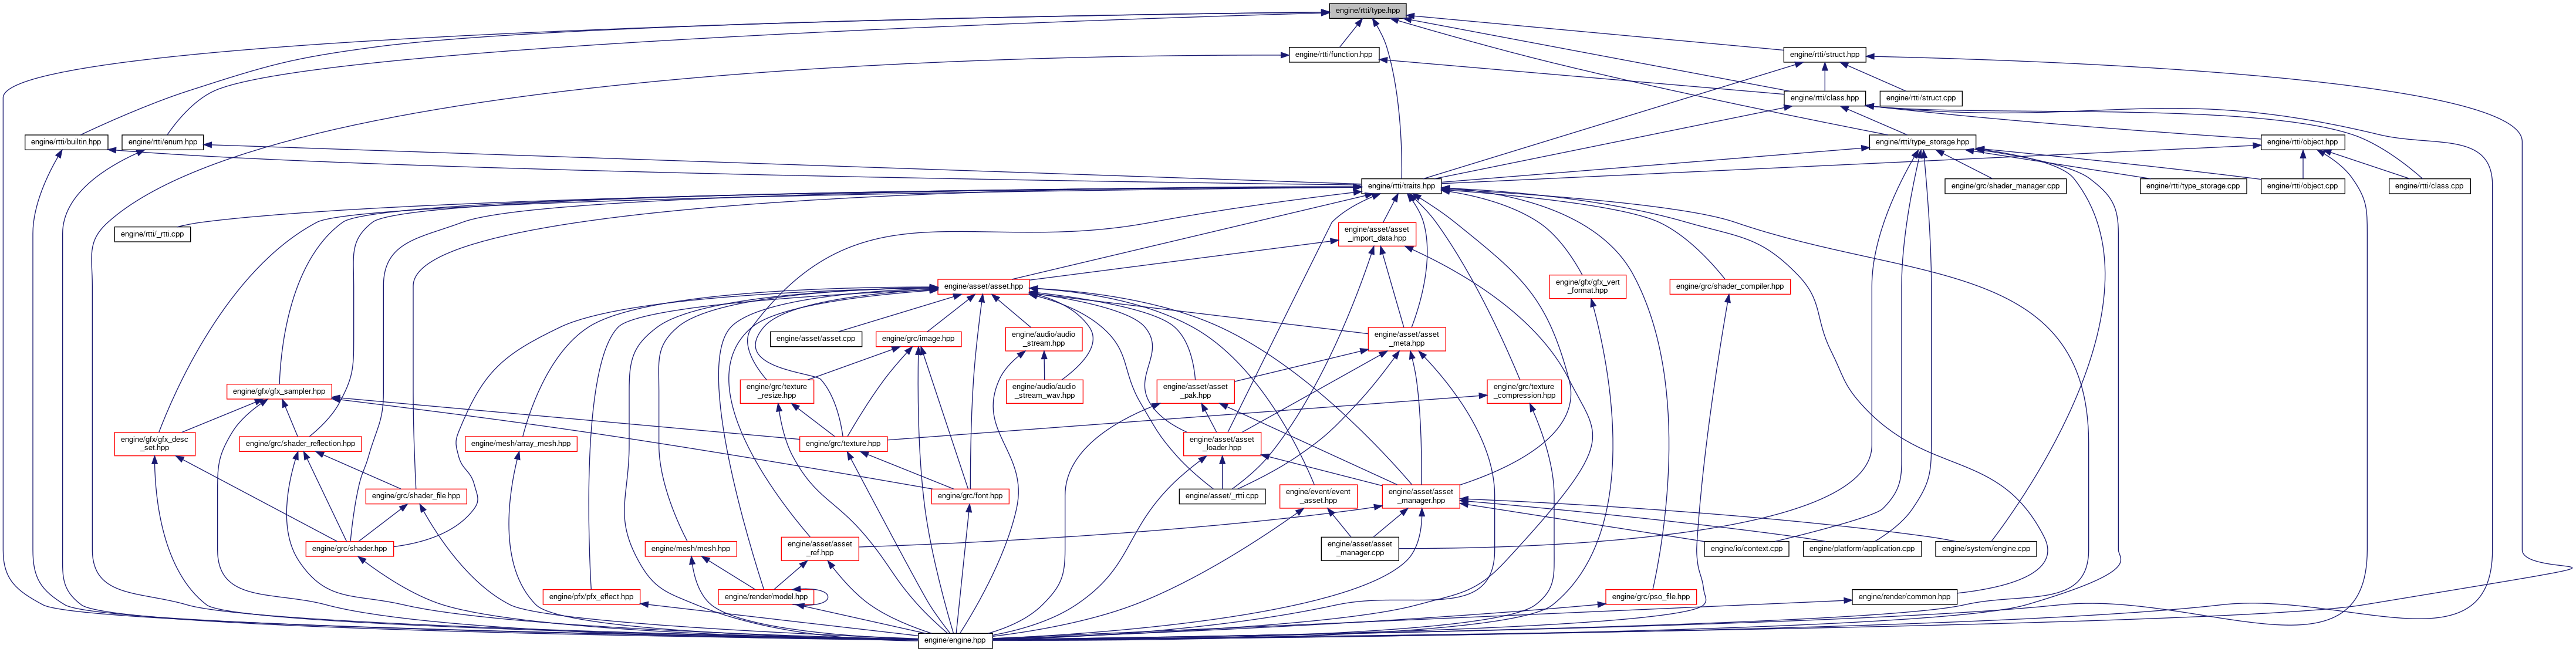 engine/rtti/type.hpp
engine/rtti/function.hpp
engine/rtti/struct.hpp
engine/rtti/class.hpp
engine/rtti/struct.cpp
engine/rtti/builtin.hpp
engine/rtti/enum.hpp
engine/rtti/type_storage.hpp
engine/rtti/object.hpp
engine/rtti/traits.hpp
engine/grc/shader_manager.cpp
engine/rtti/type_storage.cpp
engine/rtti/object.cpp
engine/rtti/class.cpp
engine/rtti/_rtti.cpp
engine/asset/asset
_import_data.hpp
engine/asset/asset.hpp
engine/gfx/gfx_vert
_format.hpp
engine/grc/shader_compiler.hpp
engine/asset/asset.cpp
engine/grc/image.hpp
engine/audio/audio
_stream.hpp
engine/asset/asset
_meta.hpp
engine/gfx/gfx_sampler.hpp
engine/grc/texture
_resize.hpp
engine/audio/audio
_stream_wav.hpp
engine/asset/asset
_pak.hpp
engine/grc/texture
_compression.hpp
engine/gfx/gfx_desc
_set.hpp
engine/grc/shader_reflection.hpp
engine/mesh/array_mesh.hpp
engine/grc/texture.hpp
engine/asset/asset
_loader.hpp
engine/grc/shader_file.hpp
engine/grc/font.hpp
engine/asset/_rtti.cpp
engine/event/event
_asset.hpp
engine/asset/asset
_manager.hpp
engine/grc/shader.hpp
engine/mesh/mesh.hpp
engine/asset/asset
_ref.hpp
engine/asset/asset
_manager.cpp
engine/io/context.cpp
engine/platform/application.cpp
engine/system/engine.cpp
engine/pfx/pfx_effect.hpp
engine/render/model.hpp
engine/grc/pso_file.hpp
engine/render/common.hpp
engine/engine.hpp